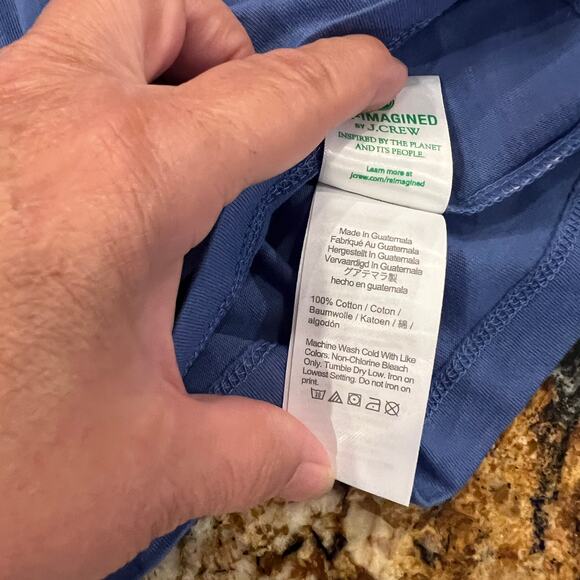 IMAGINED
BY J.CREW
INSPIRED BY THE PLANET
AND ITS PEOPLE
Learn more at
jcrew.com/reimagined
Made In Guatemala
Fabriqué Au Guatemala
Hergestellt In Guatemala
Vervaardigd In Guatemala
グアテマラ製
hecho en guatemala
100% Cotton / Coton /
Baumwolle / Katoen / 綿 /
algodón
Machine Wash Cold With Like
Colors. Non-Chlorine Bleach
Only. Tumble Dry Low. Iron on
Lowest Setting. Do not iron on
print.